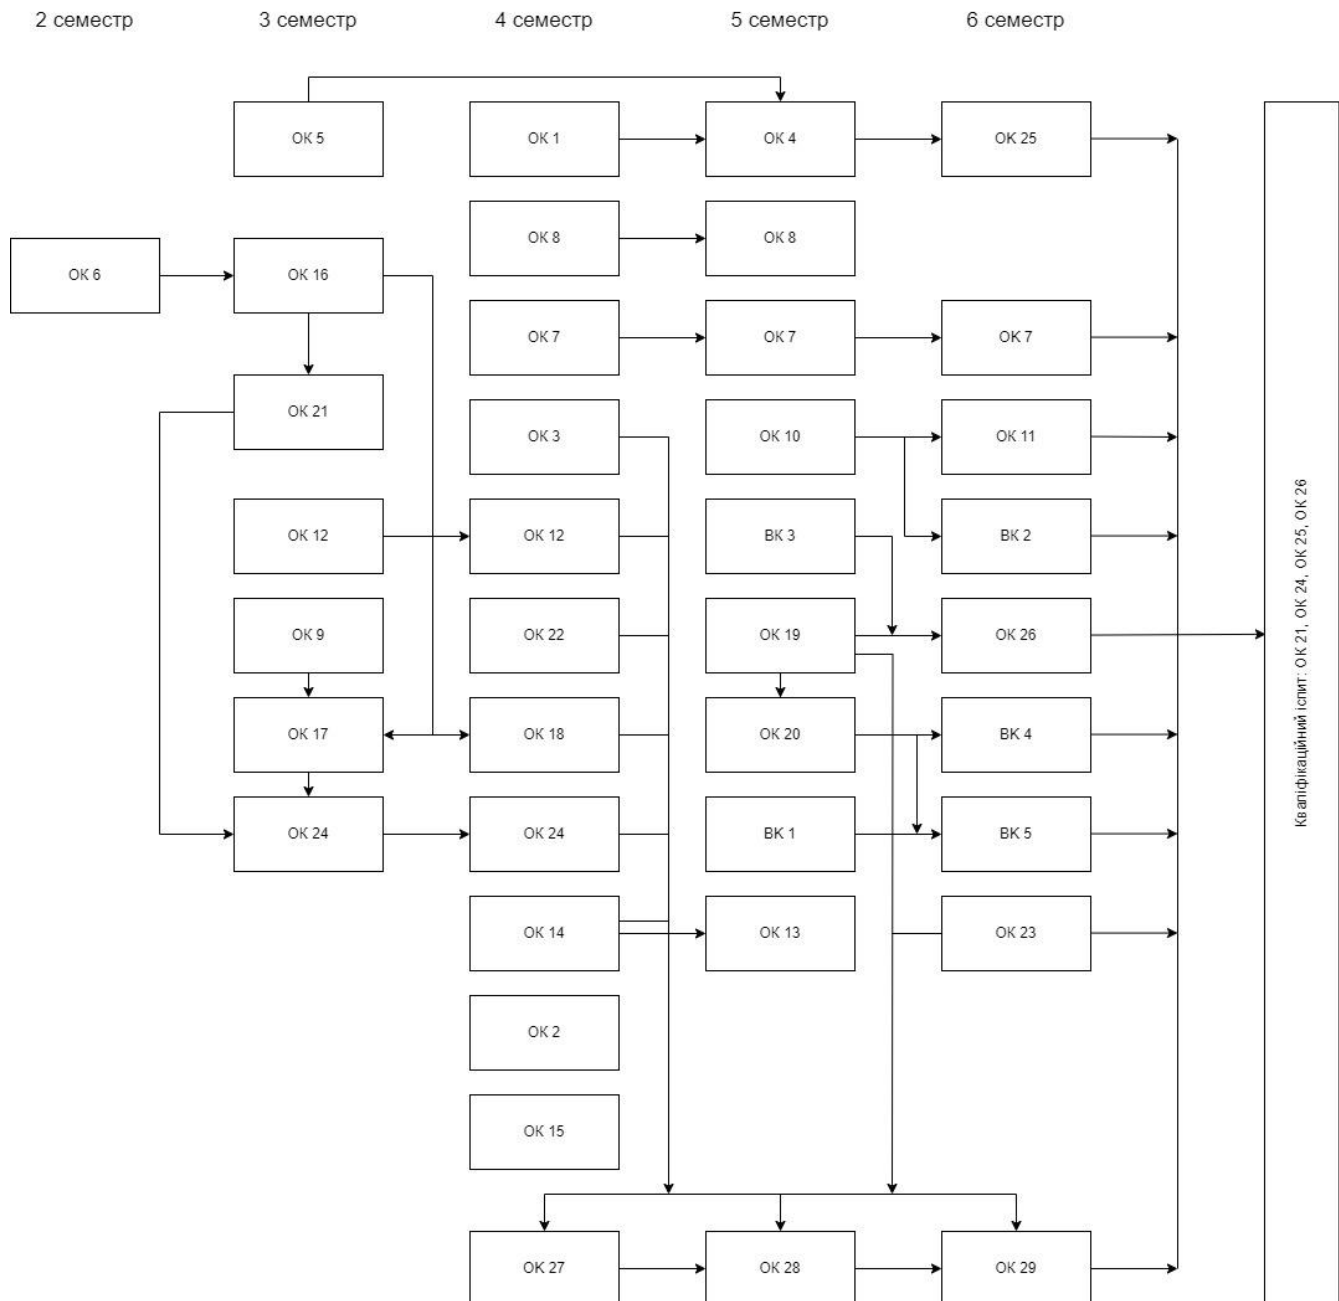 2 семестр
3 семестр
4 семестр
5 семестр
6 семестр
ОК 5
ОК 1
ОК 4
ОК 25
ОК 8
ОК 8
ОК 6
ОК 16
ОК 7
ОК 7
ОК 7
ОК 21
ОК 3
ОК 10
ОК 11
ОК 12
ОК 12
ВК 3
ВК 2
ОК 9
ОК 22
ОК 19
ОК 26
ОК 17
ОК 18
ОК 20
ВК 4
ОК 24
ОК 24
ВК 1
ВК 5
ОК 14
ОК 13
ОК 23
ОК 2
ОК 15
ОК 27
ОК 28
ОК 29
Кваліфікаційний іспит: ОК 21, ОК 24, ОК 25, ОК 26